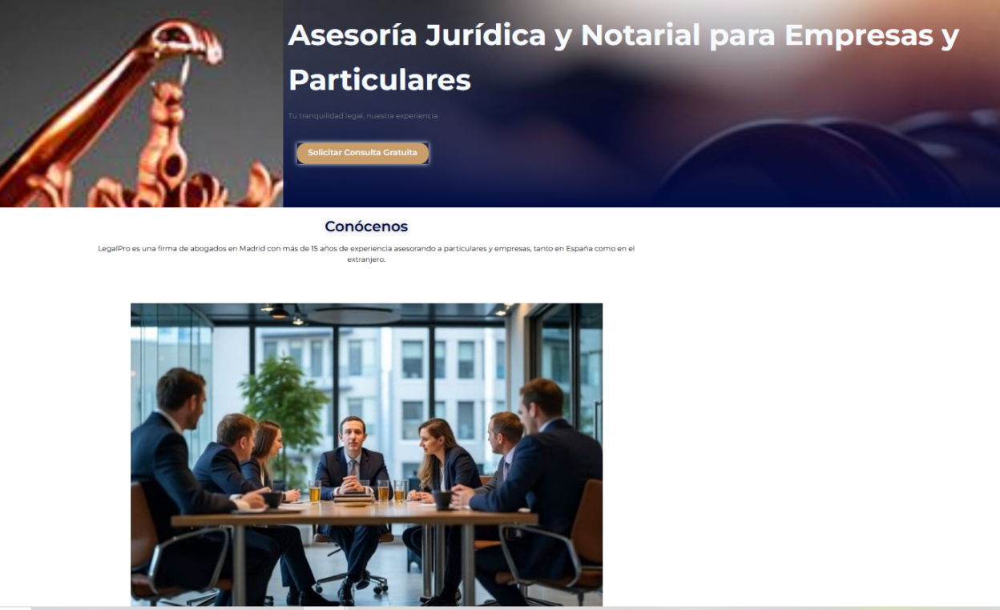 Asesoría Jurídica y Notarial para Empresas y
Particulares
Tu tranquilidad legal, nuestra experiencia
Solicitar Consulta Gratuita
Conócenos
LegalPro es una firma de abogados en Madrid con más de 15 años de experiencia asesorando a particulares y empresas, tanto en España como en el
extranjero.